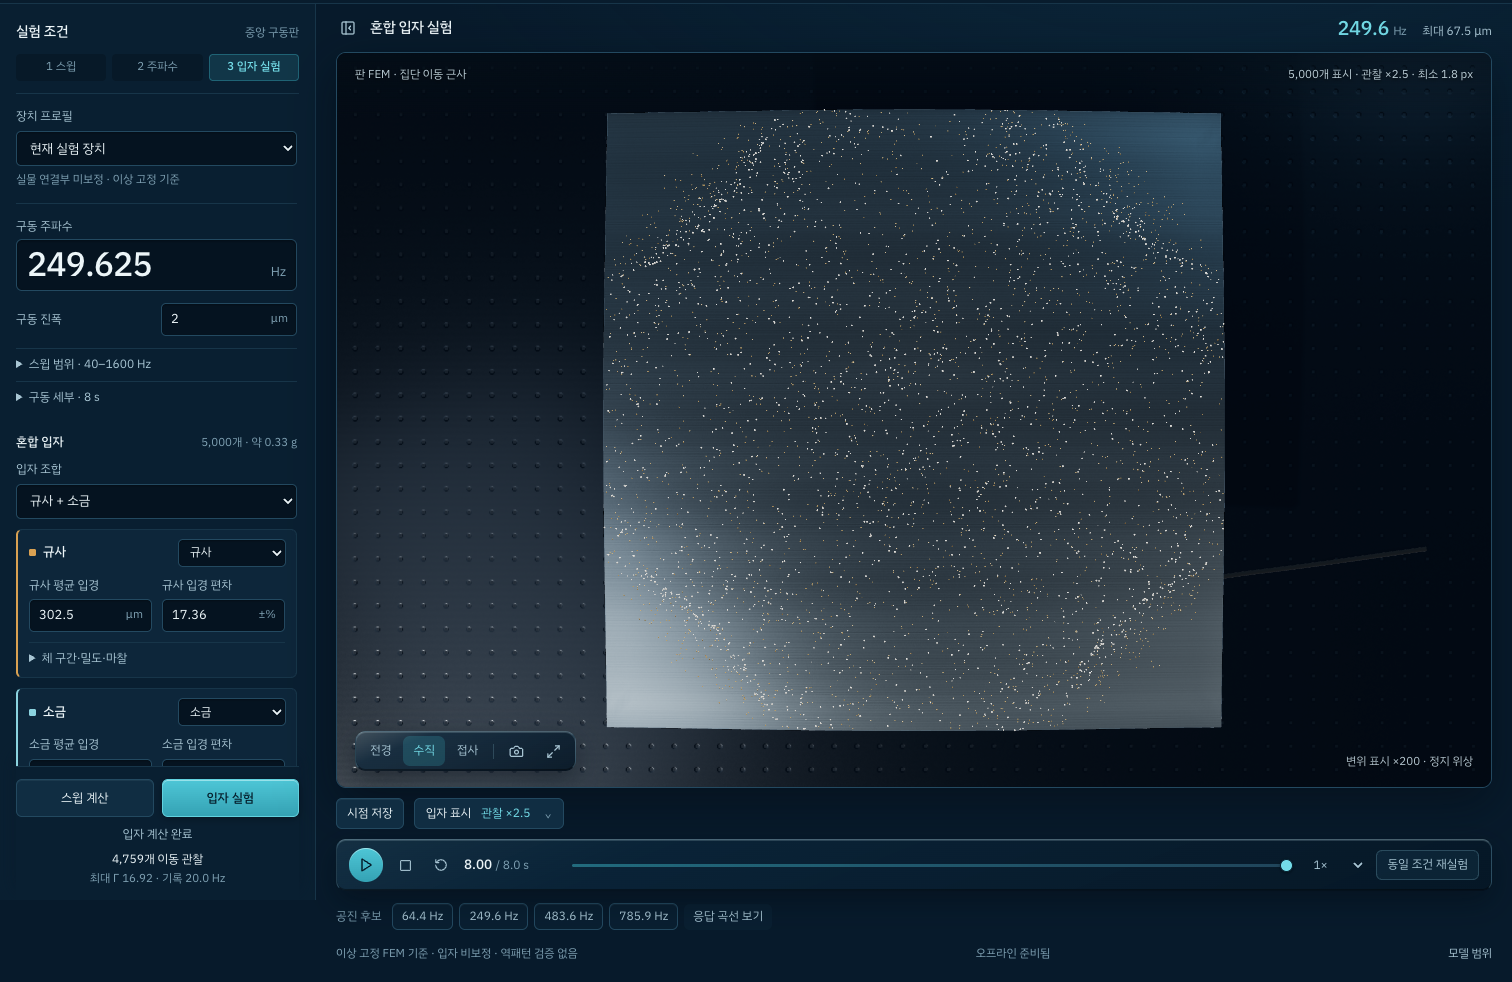 실험 조건
중앙 구동판
1 스윕
2 주파수
3 입자 실험
장치 프로필
현재 실험 장치
실물 연결부 미보정 · 이상 고정 기준
구동 주파수
249.625 Hz
구동 진폭
2 μm
▶ 스윕 범위 · 40–1600 Hz
▶ 구동 세부 · 8 s
혼합 입자
5,000개 · 약 0.33 g
입자 조합
규사 + 소금
규사
규사
규사 평균 입경
규사 입경 편차
302.5 μm
17.36 ±%
▶ 체 구간·밀도·마찰
소금
소금
소금 평균 입경
소금 입경 편차
스윕 계산
입자 실험
입자 계산 완료
4,759개 이동 관찰
최대 Γ 16.92 · 기록 20.0 Hz
혼합 입자 실험
249.6 Hz
최대 67.5 μm
판 FEM · 집단 이동 근사
5,000개 표시 · 관찰 ×2.5 · 최소 1.8 px
전경
수직
접사
변위 표시 ×200 · 정지 위상
시점 저장
입자 표시 관찰 ×2.5
8.00 / 8.0 s
1×
동일 조건 재실험
공진 후보
64.4 Hz
249.6 Hz
483.6 Hz
785.9 Hz
응답 곡선 보기
이상 고정 FEM 기준 · 입자 비보정 · 역패턴 검증 없음
오프라인 준비됨
모델 범위